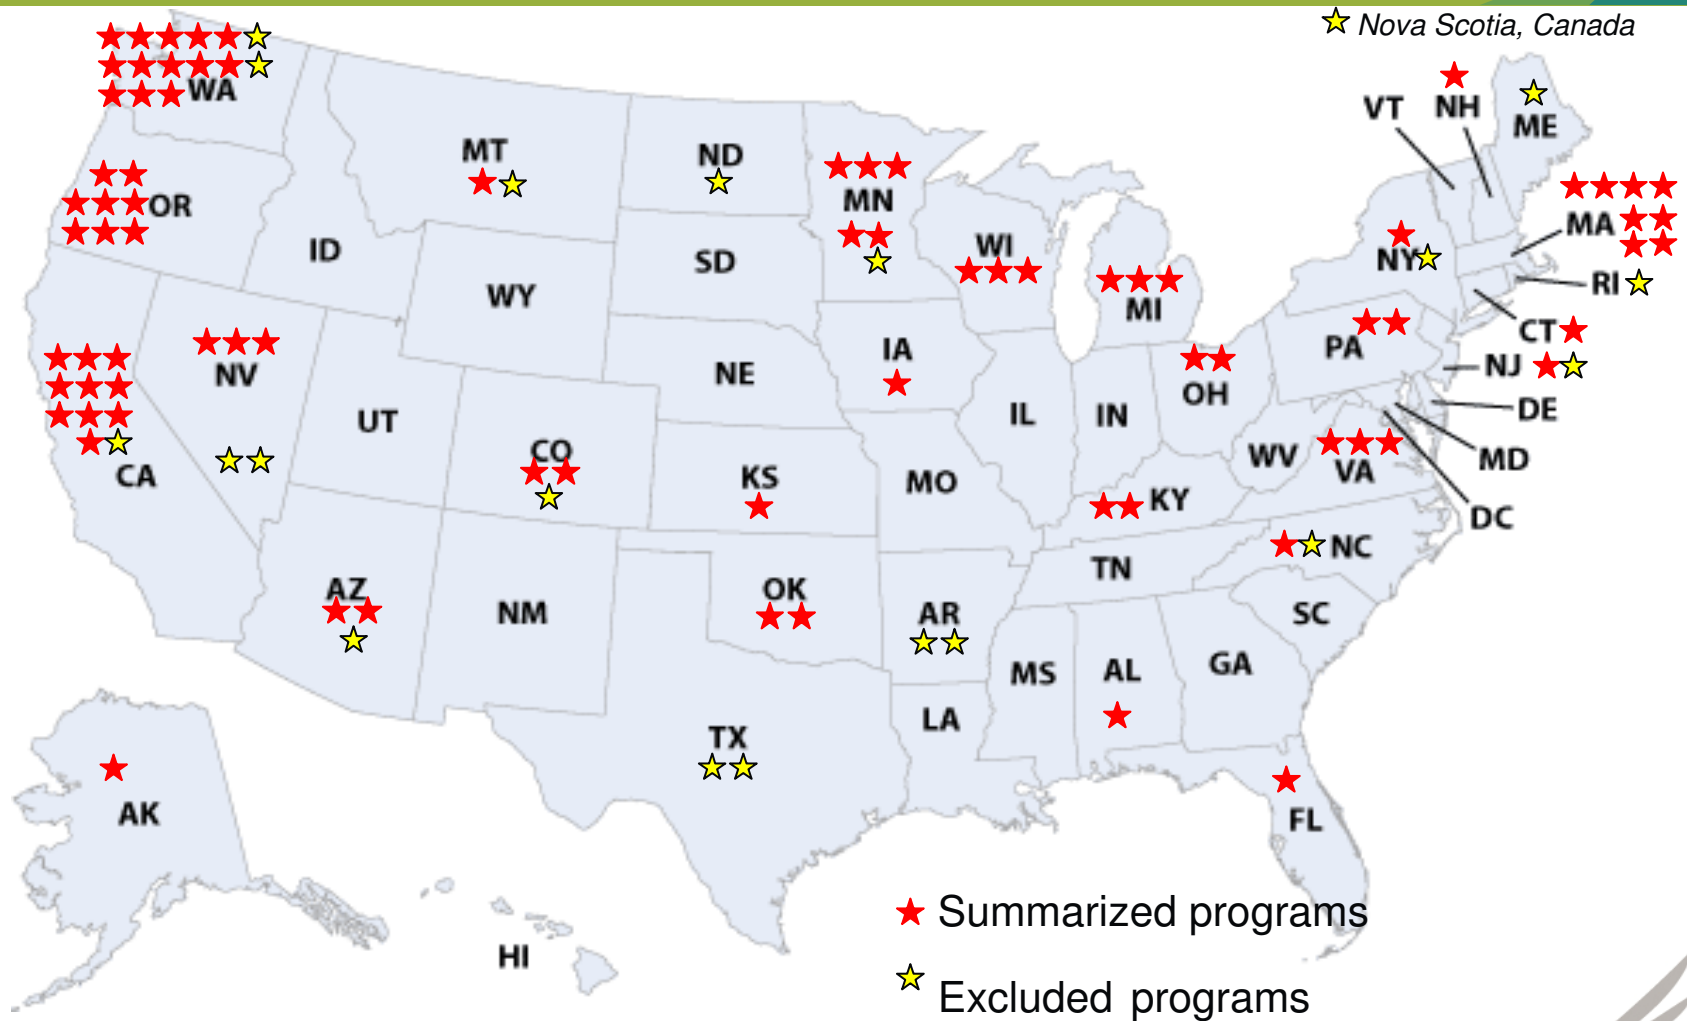 Nova Scotia, Canada
WA
VT
NH
ME
MT
ND
MN
OR
MA
ID
SD
WI
NY
RI
WY
MI
CT
IA
PA
NV
NE
NJ
OH
UT
IL
IN
DE
CO
CA
KS
MO
WV
VA
MD
KY
DC
NC
TN
AZ
NM
OK
AR
SC
MS
AL
GA
LA
TX
AK
FL
Summarized programs
HI
Excluded programs